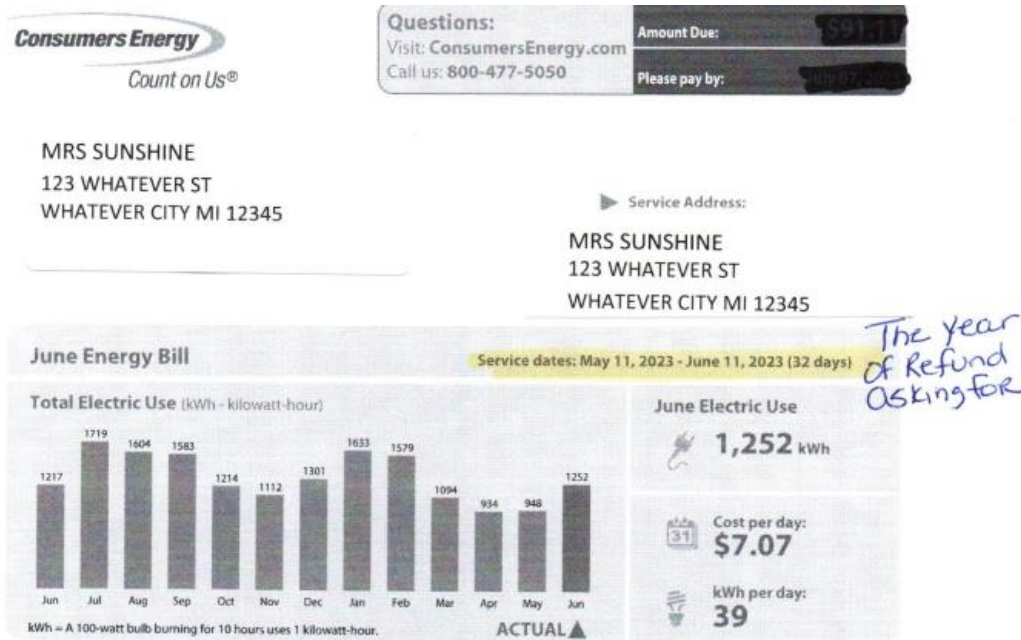 Consumers Energy
Count on Us®
Questions:
Visit: ConsumersEnergy.com
Call us: 800-477-5050
Amount Due:
Please pay by:
MRS SUNSHINE
123 WHATEVER ST
WHATEVER CITY MI 12345
Service Address:
MRS SUNSHINE
123 WHATEVER ST
WHATEVER CITY MI 12345
The Year
of Refund
asking for
June Energy Bill
Service dates: May 11, 2023 - June 11, 2023 (32 days)
Total Electric Use (kWh - kilowatt-hour)
1217 1719 1604 1583 1214 1112 1301 1633 1579 1094 934 948 1252
Jun Jul Aug Sep Oct Nov Dec Jan Feb Mar Apr May Jun
kWh = A 100-watt bulb burning for 10 hours uses 1 kilowatt-hour.
ACTUAL
June Electric Use
1,252 kWh
31
Cost per day:
$7.07
kWh per day:
39